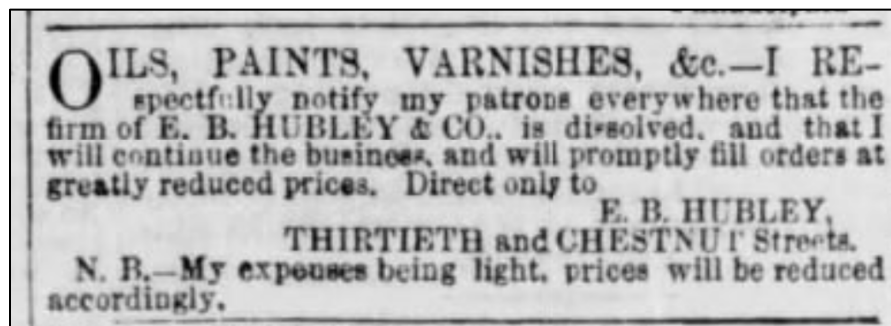 OILS, PAINTS, VARNISHES, &c.—I RE-
spectfully notify my patrons everywhere that the
firm of E. B. HUBLEY & CO., is dissolved, and that I
will continue the business, and will promptly fill orders at
greatly reduced prices. Direct only to
E. B. HUBLEY,
THIRTIETH and CHESTNUT Streets.
N. B.—My expenses being light, prices will be reduced
accordingly.